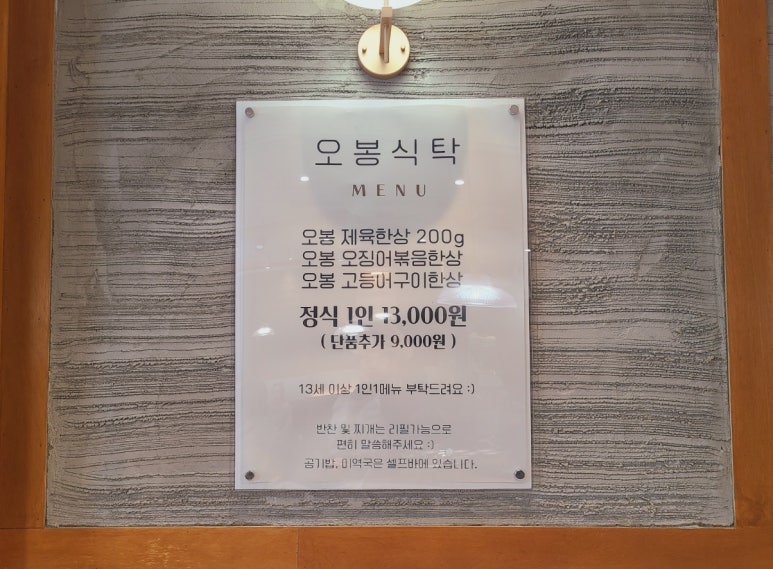 오봉식탁
MENU
오봉 제육한상 200g
오봉 오징어볶음한상
오봉 고등어구이한상
정식 1인 13,000원
( 단품추가 9,000원 )
13세 이상 1인1메뉴 부탁드려요 :)
반찬 및 찌개는 리필가능으로
편히 말씀해주세요 :)
공기밥, 미역국은 셀프바에 있습니다.